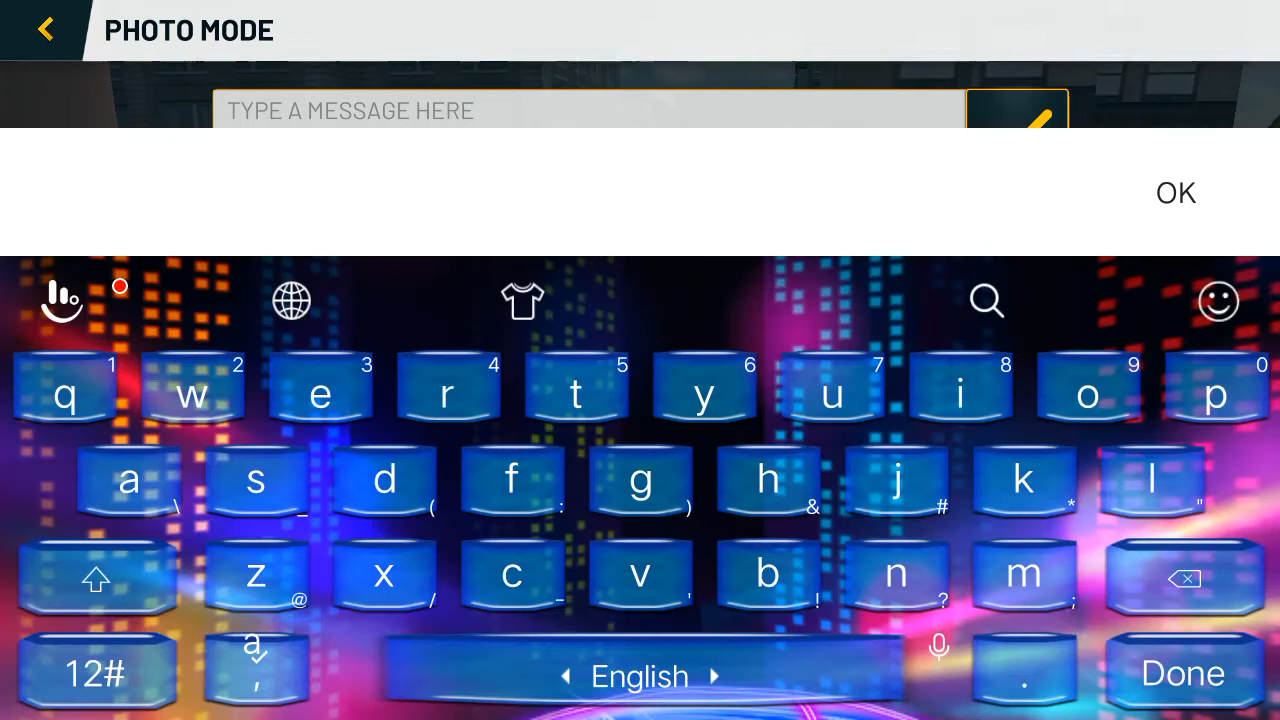 PHOTO MODE
TYPE A MESSAGE HERE
OK
q 1 w 2 e 3 r 4 t 5 y 6 u 7 i 8 o 9 p 0
a \ s _ d ( f : g ) h & j # k * l "
z @ x / c - v ' b ! n ? m ;
12# a , English . Done